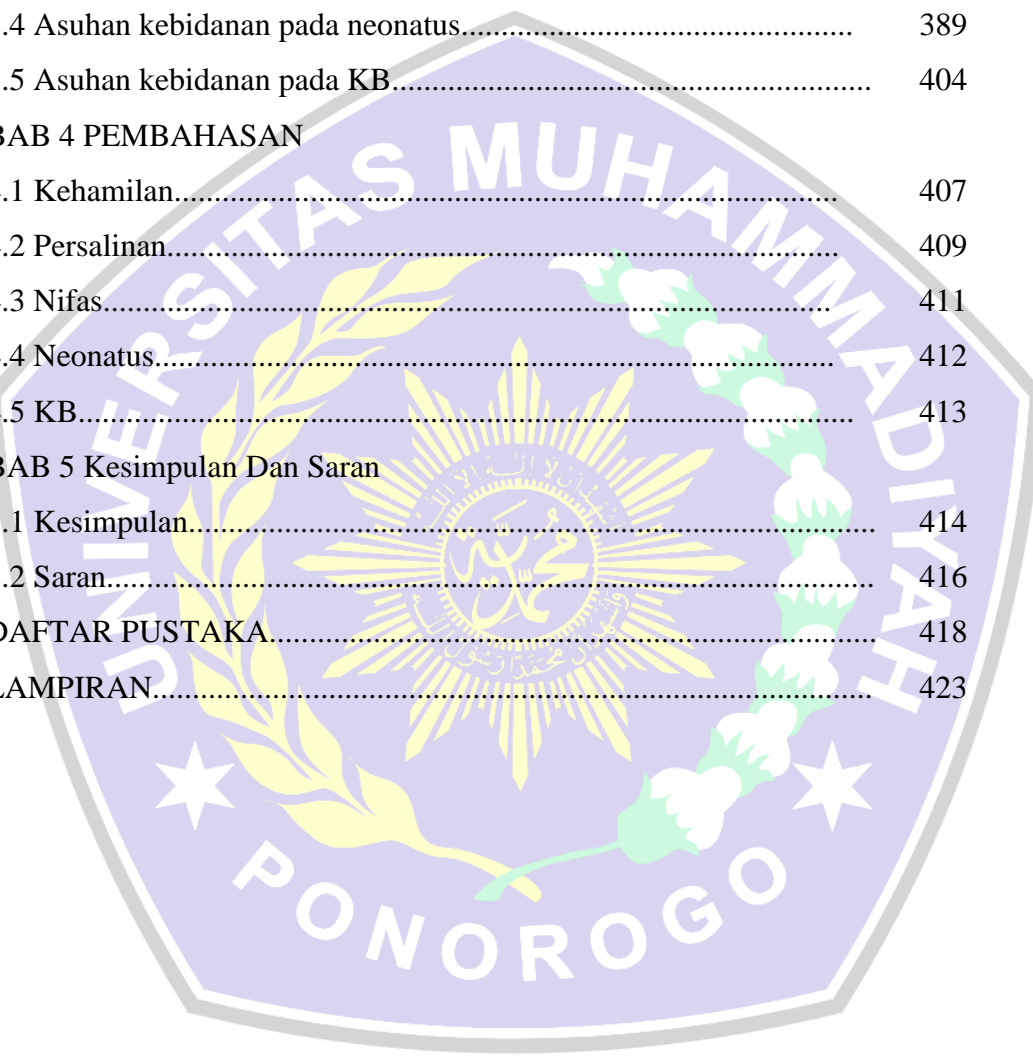 .4 Asuhan kebidanan pada neonatus................................................ 389
.5 Asuhan kebidanan pada KB........................................................... 404
BAB 4 PEMBAHASAN
.1 Kehamilan.................................................................................. 407
.2 Persalinan................................................................................... 409
.3 Nifas.......................................................................................... 411
.4 Neonatus.................................................................................... 412
.5 KB............................................................................................... 413
BAB 5 Kesimpulan Dan Saran
.1 Kesimpulan..................................................................................... 414
.2 Saran............................................................................................... 416
DAFTAR PUSTAKA........................................................................... 418
LAMPIRAN......................................................................................... 423
UNIVERSITAS MUHAMMADIYAH
PONOROGO
محمدية